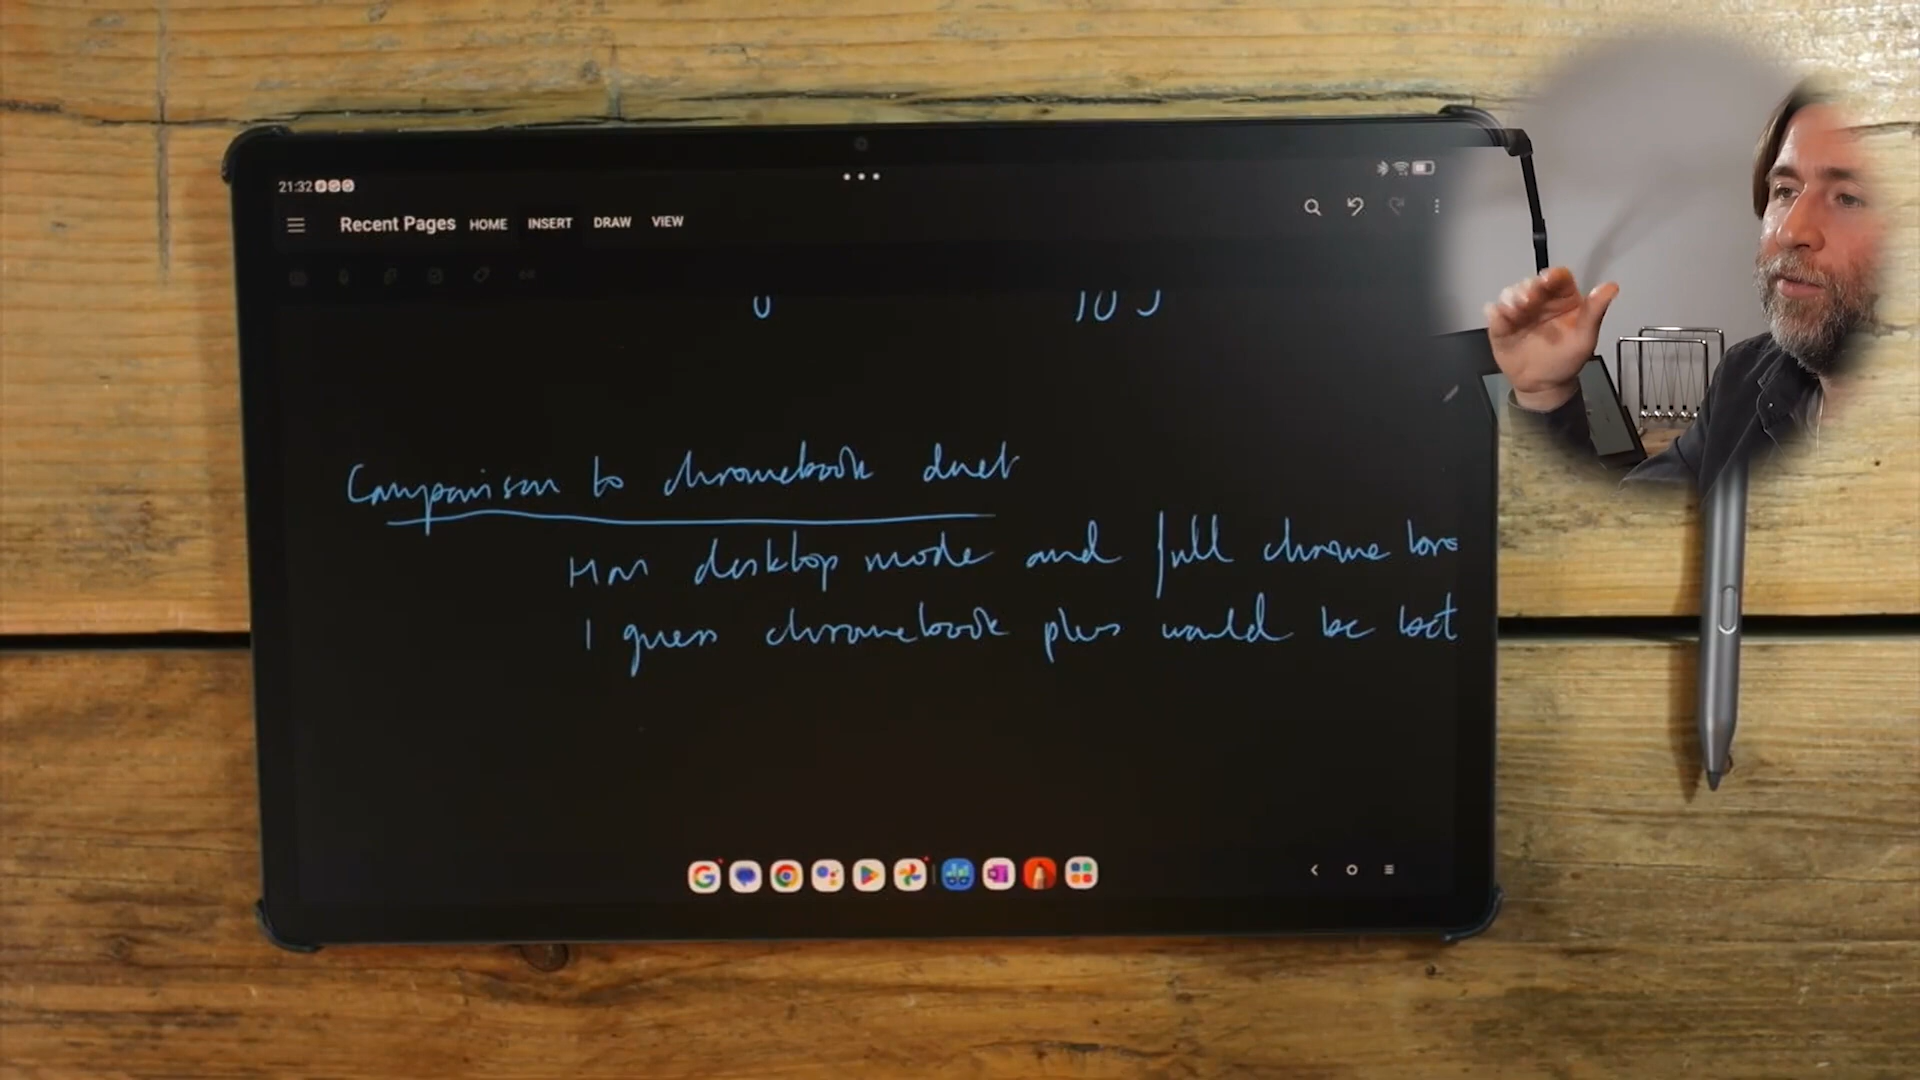 21:32
Recent Pages HOME INSERT DRAW VIEW
Comparison to chromebook duet
desktop mode and full chrome
I guess chromebook plus would be